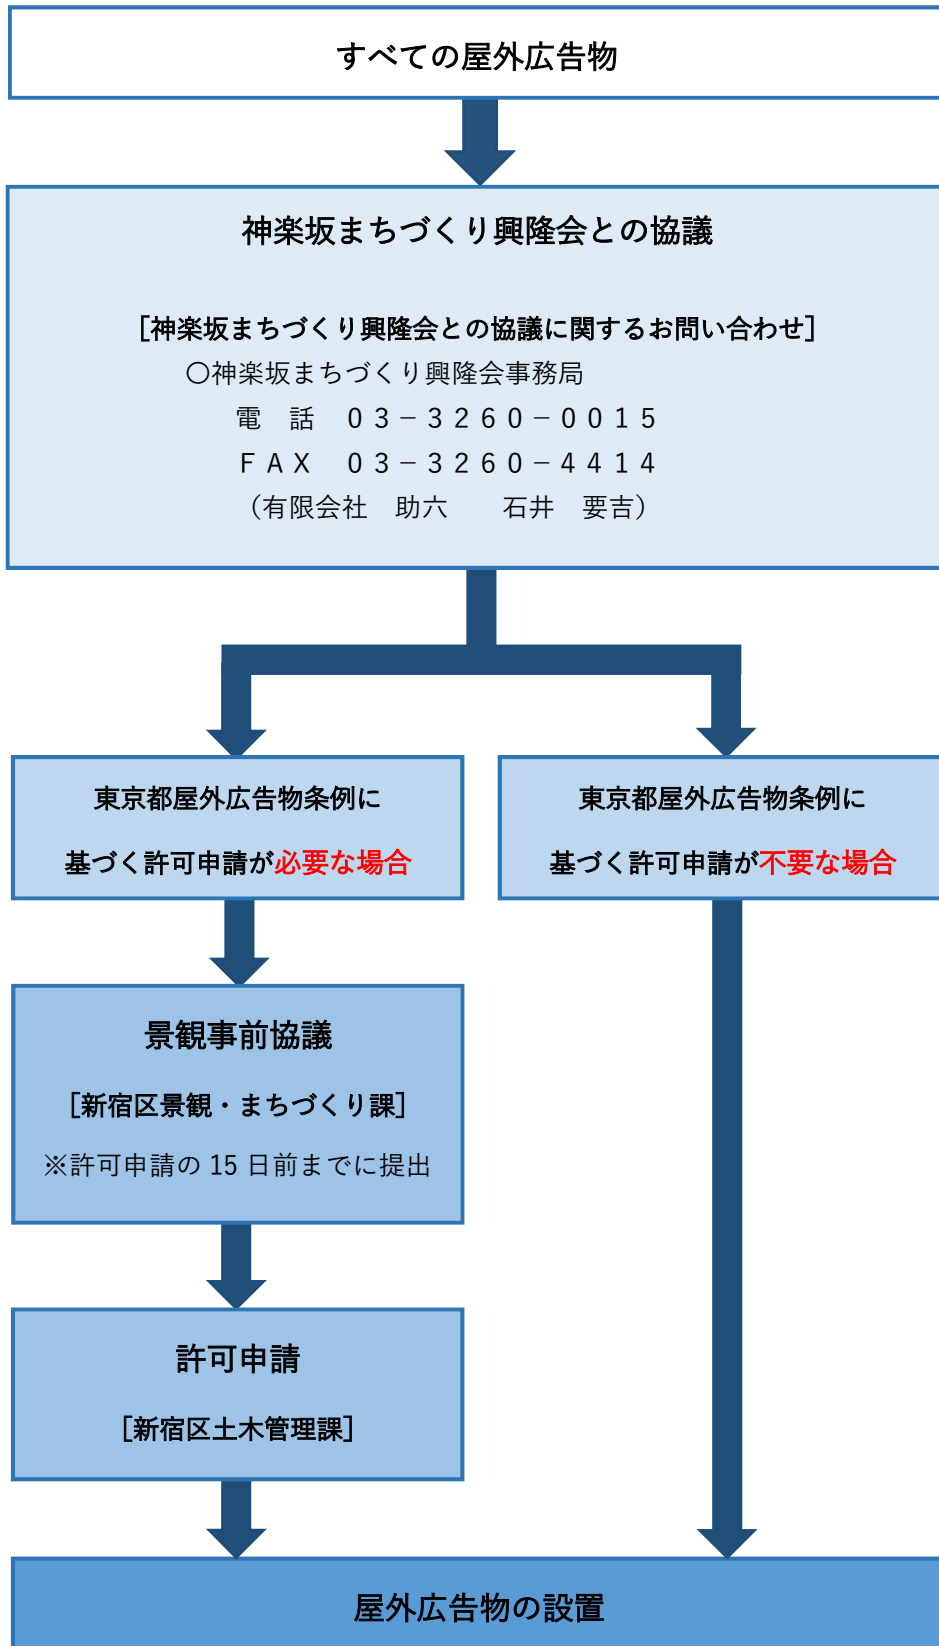 すべての屋外広告物
神楽坂まちづくり興隆会との協議
［神楽坂まちづくり興隆会との協議に関するお問い合わせ］
〇神楽坂まちづくり興隆会事務局
電　話　０３－３２６０－００１５
ＦＡＸ　０３－３２６０－４４１４
（有限会社　助六　　石井　要吉）
東京都屋外広告物条例に
基づく許可申請が必要な場合
東京都屋外広告物条例に
基づく許可申請が不要な場合
景観事前協議
［新宿区景観・まちづくり課］
※許可申請の 15 日前までに提出
許可申請
［新宿区土木管理課］
屋外広告物の設置